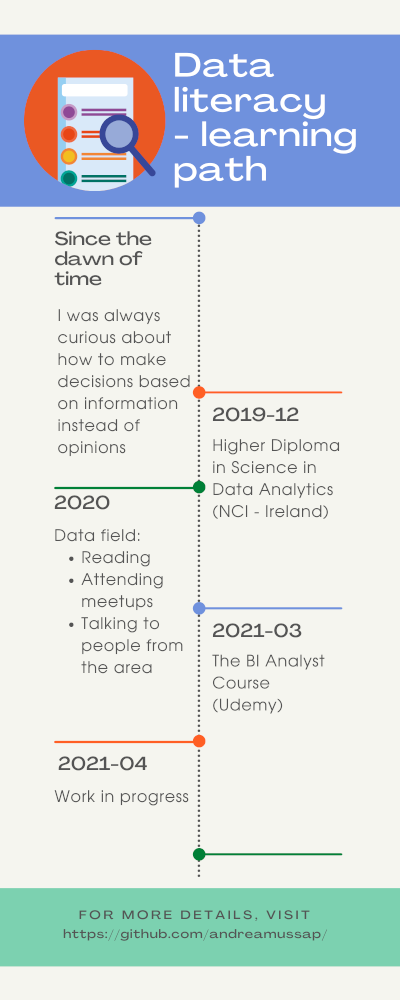 Data
literacy
- learning
path
Since the
dawn of
time
I was always
curious about
how to make
decisions based
on information
instead of
opinions
2019-12
Higher Diploma
in Science in
Data Analytics
(NCI - Ireland)
2020
Data field:
• Reading
• Attending
meetups
• Talking to
people from
the area
2021-03
The BI Analyst
Course
(Udemy)
2021-04
Work in progress
FOR MORE DETAILS, VISIT
https://github.com/andreamussap/